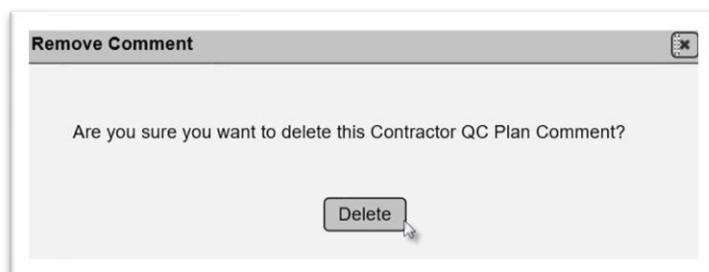 Remove Comment
Are you sure you want to delete this Contractor QC Plan Comment?
Delete